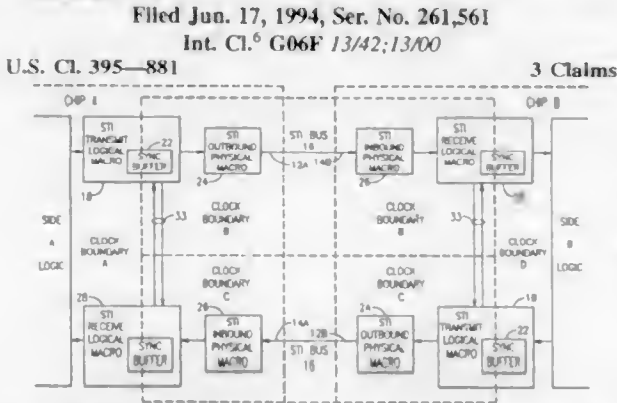 Filed Jun. 17, 1994, Ser. No. 261,561
Int. Cl.6 G06F 13/42;13/00
U.S. Cl. 395—881 3 Claims
CHIP A
CHIP B
STI TRANSMIT LOGICAL MACRO
22
SYNC BUFFER
18
STI OUTBOUND PHYSICAL MACRO
24
STI BUS
16
12A
14B
STI INBOUND PHYSICAL MACRO
26
STI RECEIVE LOGICAL MACRO
SYNC BUFFER
33
33
SIDE A LOGIC
CLOCK BOUNDARY A
CLOCK BOUNDARY B
CLOCK BOUNDARY B
CLOCK BOUNDARY D
SIDE B LOGIC
CLOCK BOUNDARY C
CLOCK BOUNDARY C
28
STI RECEIVE LOGICAL MACRO
SYNC BUFFER
26
STI INBOUND PHYSICAL MACRO
14A
12B
STI BUS
16
24
STI OUTBOUND PHYSICAL MACRO
18
STI TRANSMIT LOGICAL MACRO
22
SYNC BUFFER